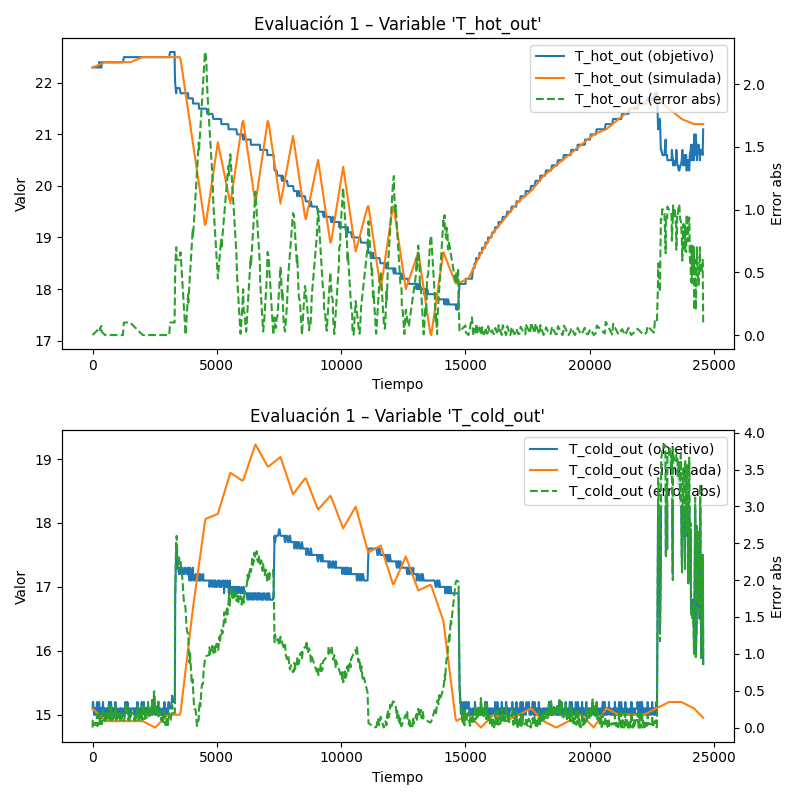 Evaluación 1 – Variable 'T_hot_out'
T_hot_out (objetivo)
T_hot_out (simulada)
T_hot_out (error abs)
22
21
20
19
18
17
Valor
2.0
1.5
1.0
0.5
0.0
Error abs
0 5000 10000 15000 20000 25000
Tiempo
Evaluación 1 – Variable 'T_cold_out'
T_cold_out (objetivo)
T_cold_out (simulada)
T_cold_out (error abs)
19
18
17
16
15
Valor
4.0
3.5
3.0
2.5
2.0
1.5
1.0
0.5
0.0
Error abs
0 5000 10000 15000 20000 25000
Tiempo